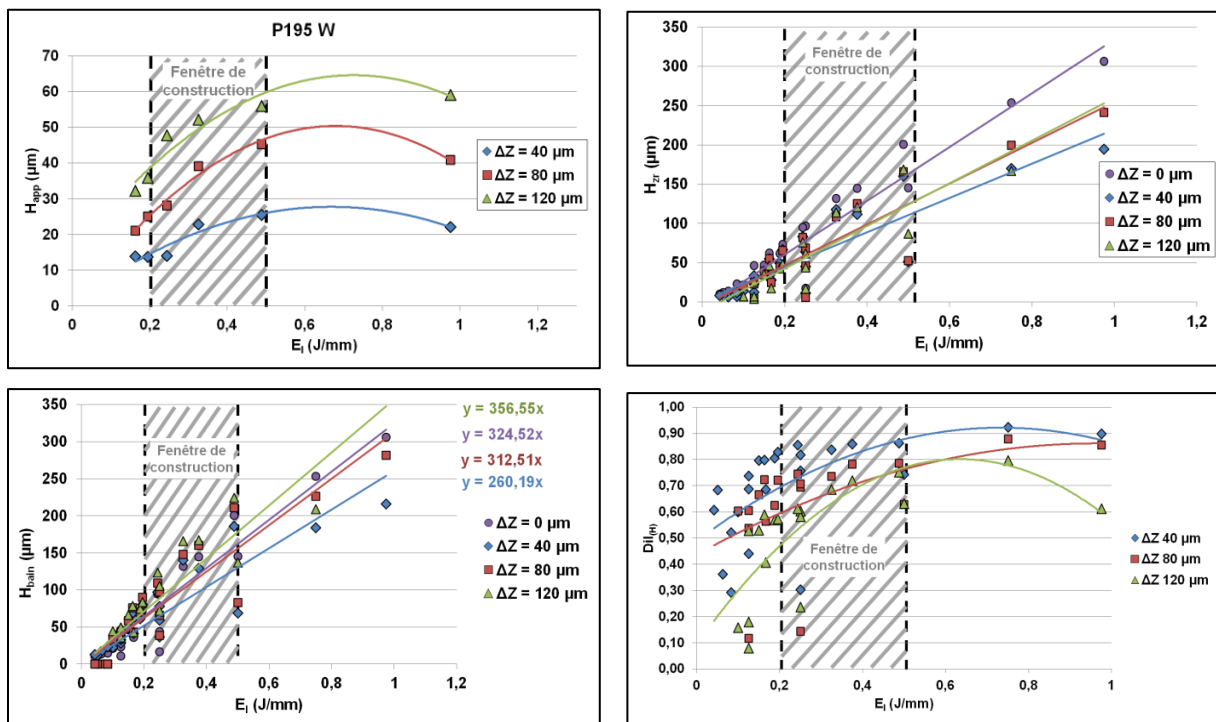 P195 W
70
60
50
40
30
20
10
0
Happ (µm)
Fenêtre de
construction
ΔZ = 40 µm
ΔZ = 80 µm
ΔZ = 120 µm
0 0,2 0,4 0,6 0,8 1 1,2
El (J/mm)
350
300
250
200
150
100
50
0
Hzr (µm)
Fenêtre de
construction
ΔZ = 0 µm
ΔZ = 40 µm
ΔZ = 80 µm
ΔZ = 120 µm
0 0,2 0,4 0,6 0,8 1 1,2
El (J/mm)
350
300
250
200
150
100
50
0
Hbain (µm)
Fenêtre de
construction
y = 356,55x
y = 324,52x
y = 312,51x
y = 260,19x
ΔZ = 0 µm
ΔZ = 40 µm
ΔZ = 80 µm
ΔZ = 120 µm
0 0,2 0,4 0,6 0,8 1 1,2
El (J/mm)
1,00
0,90
0,80
0,70
0,60
0,50
0,40
0,30
0,20
0,10
0,00
Dil(H)
Fenêtre de
construction
ΔZ 40 µm
ΔZ 80 µm
ΔZ 120 µm
0 0,2 0,4 0,6 0,8 1
El (J/mm)